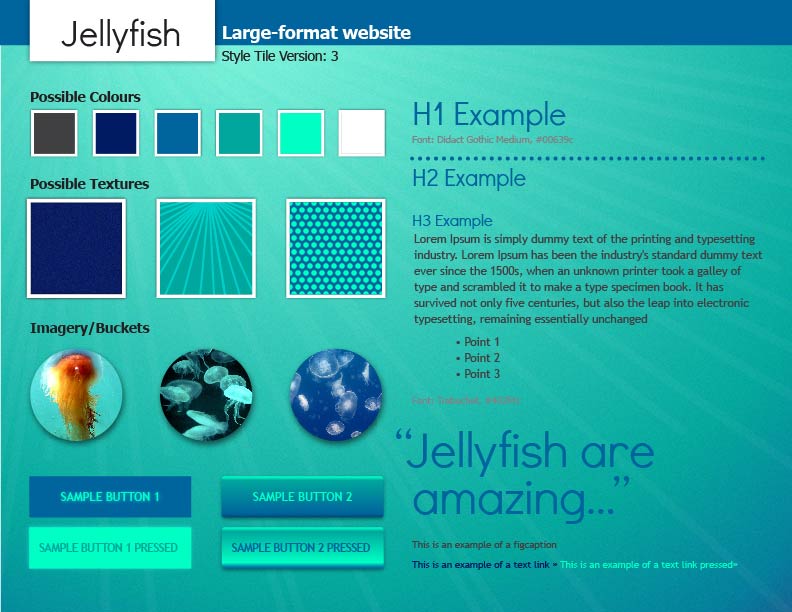 Jellyfish
Large-format website
Style Tile Version: 3
Possible Colours
Possible Textures
Imagery/Buckets
SAMPLE BUTTON 1
SAMPLE BUTTON 2
SAMPLE BUTTON 1 PRESSED
SAMPLE BUTTON 2 PRESSED
H1 Example
Font: Didact Gothic Medium, #00639c
H2 Example
H3 Example
Lorem Ipsum is simply dummy text of the printing and typesetting
industry. Lorem Ipsum has been the industry's standard dummy text
ever since the 1500s, when an unknown printer took a galley of
type and scrambled it to make a type specimen book. It has
survived not only five centuries, but also the leap into electronic
typesetting, remaining essentially unchanged
• Point 1
• Point 2
• Point 3
Font: Trebuchet,
“Jellyfish are
amazing...”
This is an example of a figcaption
This is an example of a text link » This is an example of a text link pressed»